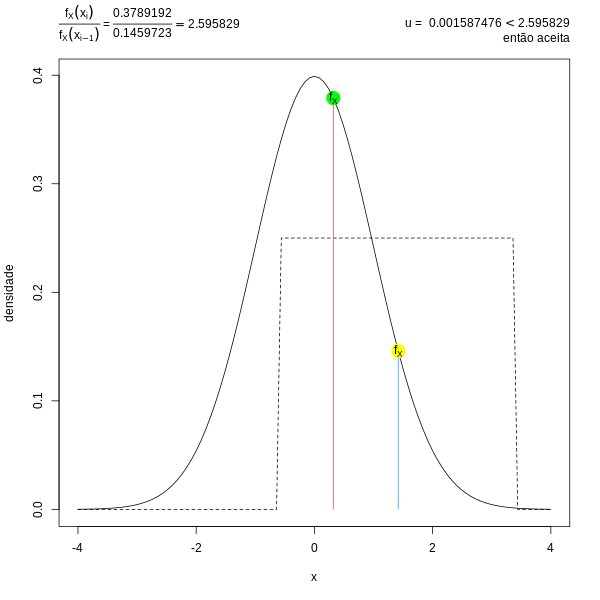 fX(xi) / fX(xi−1) = 0.3789192 / 0.1459723 = 2.595829
u = 0.001587476 < 2.595829
então aceita
densidade
0.4
0.3
0.2
0.1
0.0
fX
fX
-4 -2 0 2 4
x